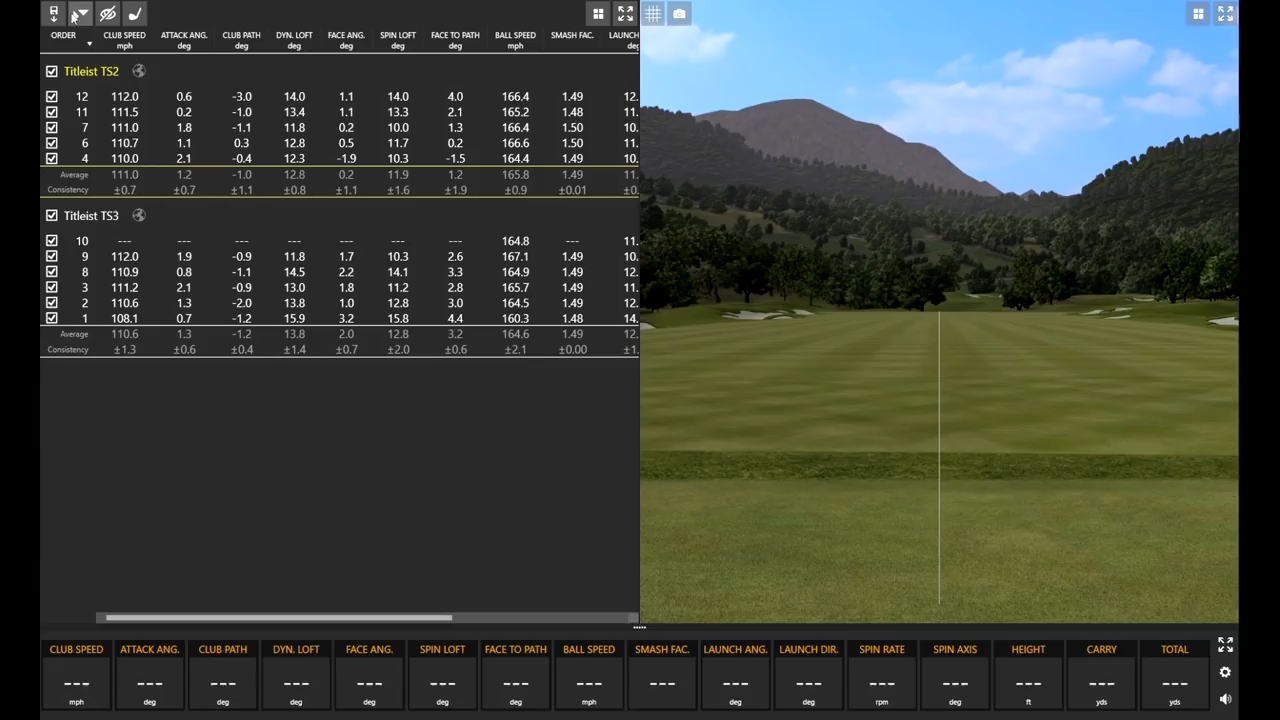 ORDER CLUB SPEED ATTACK ANG. CLUB PATH DYN. LOFT FACE ANG. SPIN LOFT FACE TO PATH BALL SPEED SMASH FAC. LAUNCH
mph deg deg deg deg deg deg mph deg
Titleist TS2
12 112.0 0.6 -3.0 14.0 1.1 14.0 4.0 166.4 1.49 12.
11 111.5 0.2 -1.0 13.4 1.1 13.3 2.1 165.2 1.48 11.
7 111.0 1.8 -1.1 11.8 0.2 10.0 1.3 166.4 1.50 10.
6 110.7 1.1 0.3 12.8 0.5 11.7 0.2 166.6 1.50 11.
4 110.0 2.1 -0.4 12.3 -1.9 10.3 -1.5 164.4 1.49 10.
Average 111.0 1.2 -1.0 12.8 0.2 11.9 1.2 165.8 1.49 11.
Consistency ±0.7 ±0.7 ±1.1 ±0.8 ±1.1 ±1.6 ±1.9 ±0.9 ±0.01 ±0.
Titleist TS3
10 --- --- --- --- --- --- --- 164.8 --- 11.
9 112.0 1.9 -0.9 11.8 1.7 10.3 2.6 167.1 1.49 10.
8 110.9 0.8 -1.1 14.5 2.2 14.1 3.3 164.9 1.49 12.
3 111.2 2.1 -0.9 13.0 1.8 11.2 2.8 165.7 1.49 11.
2 110.6 1.3 -2.0 13.8 1.0 12.8 3.0 164.5 1.49 12.
1 108.1 0.7 -1.2 15.9 3.2 15.8 4.4 160.3 1.48 14.
Average 110.6 1.3 -1.2 13.8 2.0 12.8 3.2 164.6 1.49 12.
Consistency ±1.3 ±0.6 ±0.4 ±1.4 ±0.7 ±2.0 ±0.6 ±2.1 ±0.00 ±1.
CLUB SPEED ATTACK ANG. CLUB PATH DYN. LOFT FACE ANG. SPIN LOFT FACE TO PATH BALL SPEED SMASH FAC. LAUNCH ANG. LAUNCH DIR. SPIN RATE SPIN AXIS HEIGHT CARRY TOTAL
--- --- --- --- --- --- --- --- --- --- --- --- --- --- --- ---
mph deg deg deg deg deg deg mph deg deg rpm deg ft yds yds